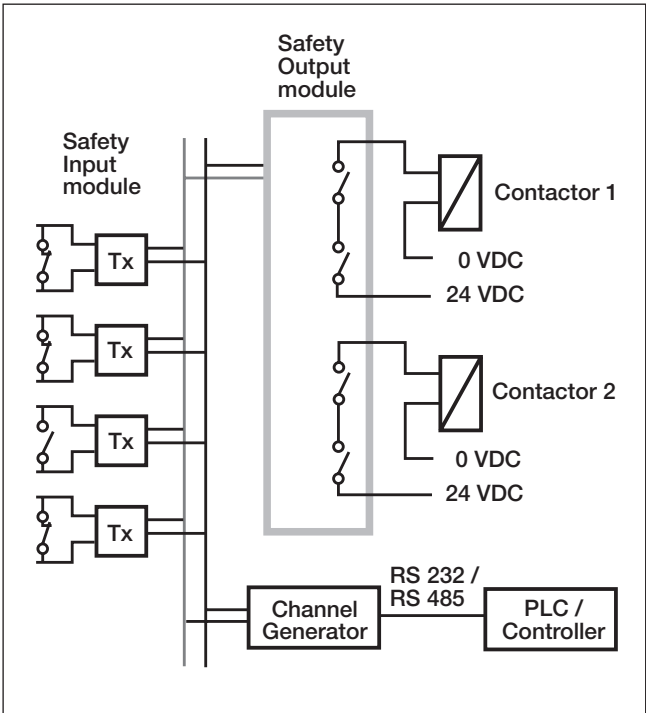 Safety
Output
module
Safety
Input
module
Contactor 1
Tx
0 VDC
24 VDC
Tx
Contactor 2
Tx
0 VDC
24 VDC
Tx
RS 232 /
RS 485
Channel
Generator
PLC /
Controller